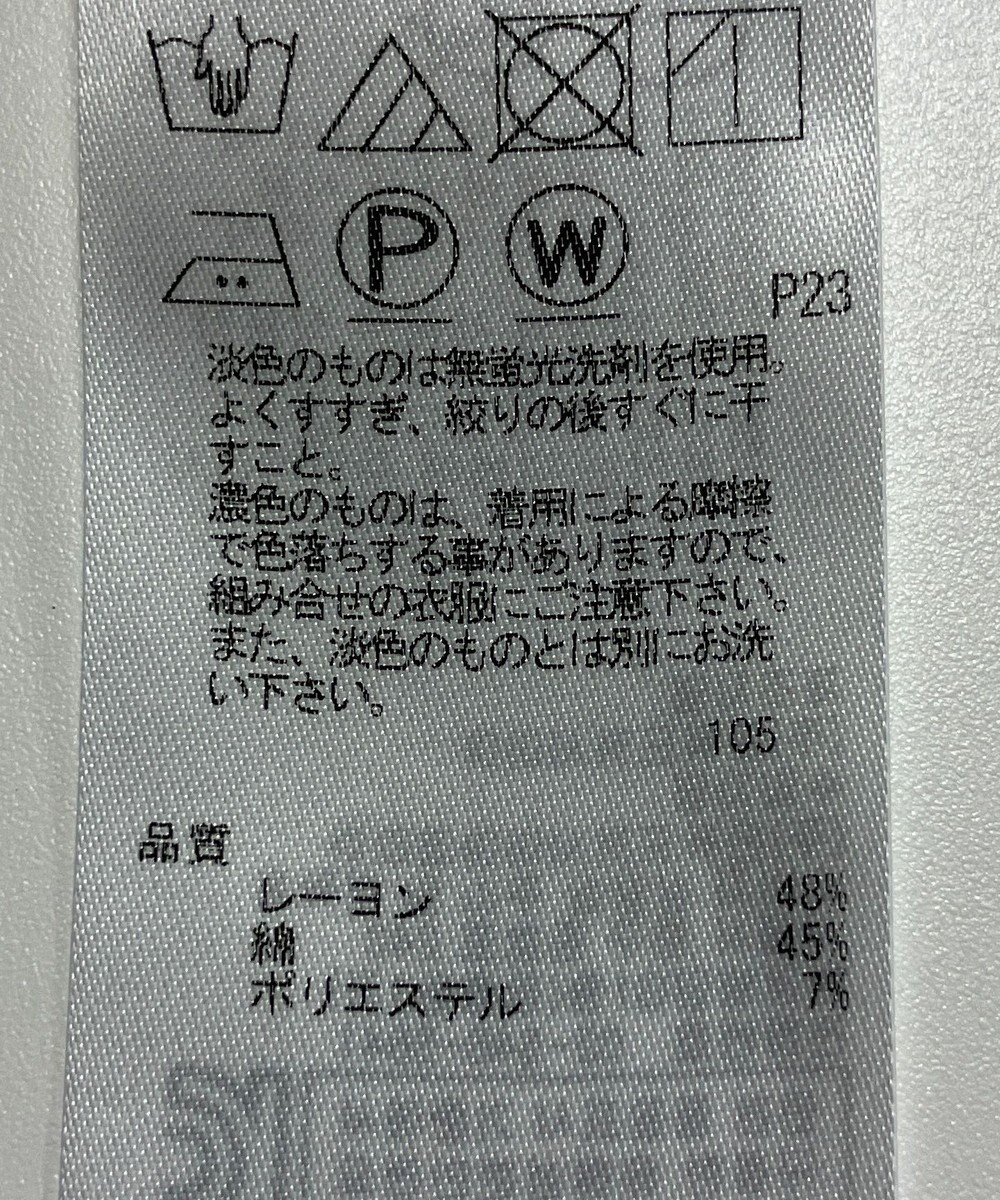 P
W
P23
淡色のものは無蛍光洗剤を使用。
よくすすぎ、絞りの後すぐに干
すこと。
濃色のものは、着用による摩擦
で色落ちする事がありますので、
組み合せの衣服にご注意下さい。
また、淡色のものとは別にお洗
い下さい。
105
品質
レーヨン 48%
綿 45%
ポリエステル 7%